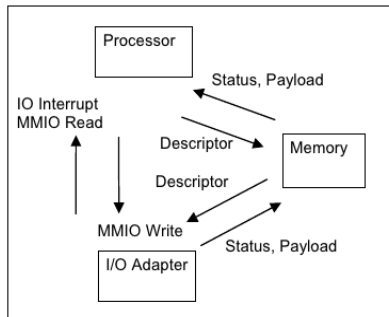 Processor
Status, Payload
IO Interrupt
MMIO Read
Descriptor
Memory
Descriptor
MMIO Write
Status, Payload
I/O Adapter